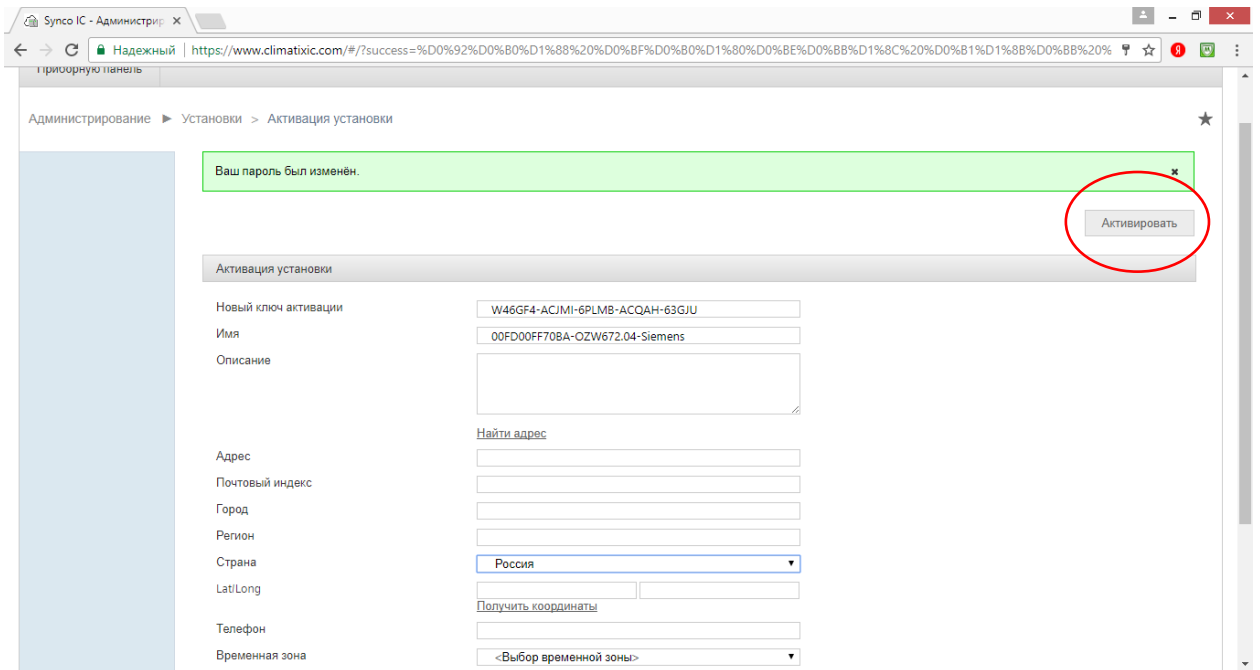 Synco IC - Администрир
Надежный | https://www.climatixic.com/#/?success=%D0%92%D0%B0%D1%88%20%D0%BF%D0%B0%D1%80%D0%BE%D0%BB%D1%8C%20%D0%B1%D1%8B%D0%BB%20%
Приборную панель
Администрирование ► Установки > Активация установки
Ваш пароль был изменён.
Активировать
Активация установки
Новый ключ активации W46GF4-ACJMI-6PLMB-ACQAH-63GJU
Имя 00FD00FF70BA-OZW672.04-Siemens
Описание
Найти адрес
Адрес
Почтовый индекс
Город
Регион
Страна Россия
Lat/Long
Получить координаты
Телефон
Временная зона <Выбор временной зоны>